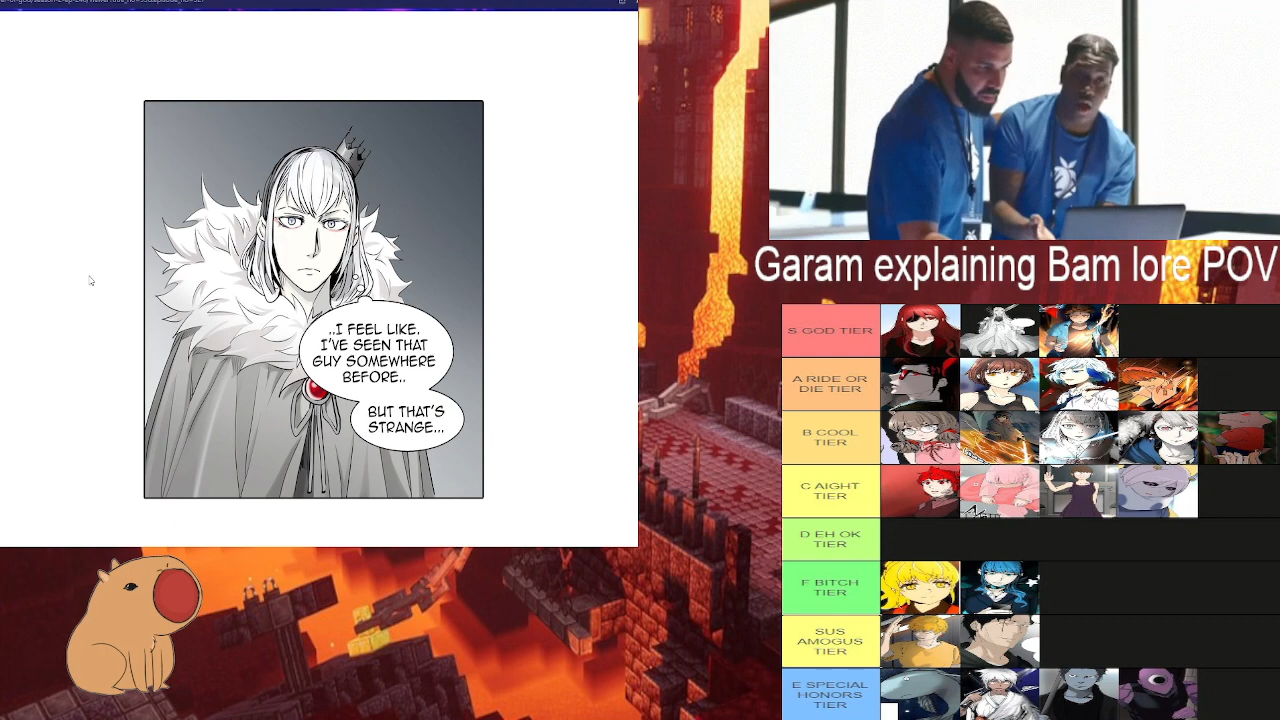 ..I FEEL LIKE.
I'VE SEEN THAT
GUY SOMEWHERE
BEFORE..
BUT THAT'S
STRANGE...
Garam explaining Bam lore POV
S GOD TIER
A RIDE OR
DIE TIER
B COOL
TIER
C AIGHT
TIER
D EH OK
TIER
F BITCH
TIER
SUS
AMOGUS
TIER
E SPECIAL
HONORS
TIER